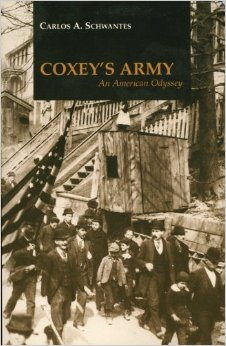 CARLOS A. SCHWANTES
COXEY'S ARMY
An American Odyssey